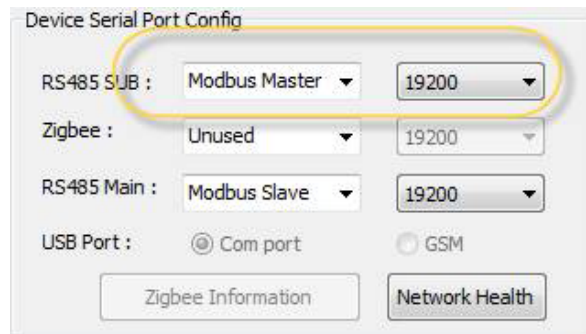 Device Serial Port Config
RS485 SUB : Modbus Master 19200
Zigbee : Unused 19200
RS485 Main : Modbus Slave 19200
USB Port : Com port GSM
Zigbee Information Network Health